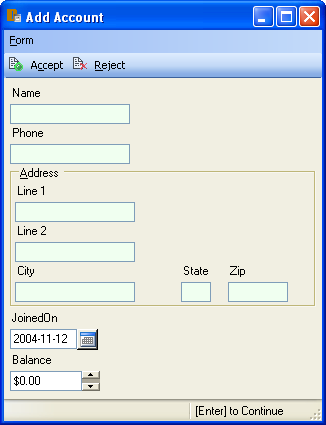 Add Account
Form
Accept Reject
Name
Phone
Address
Line 1
Line 2
City State Zip
JoinedOn
2004-11-12
Balance
$0.00
[Enter] to Continue